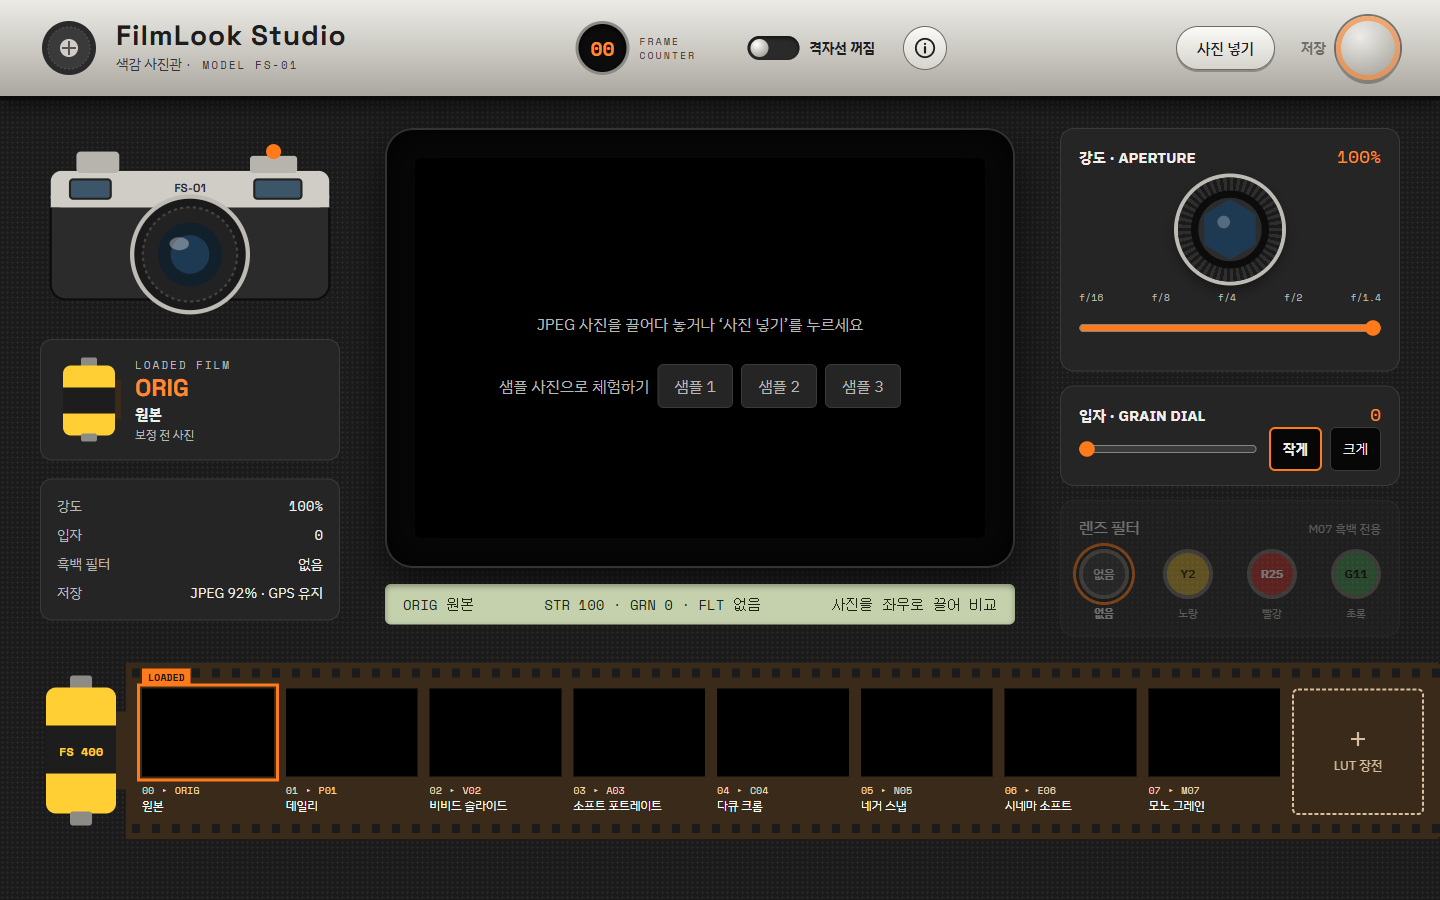 FilmLook Studio
색감 사진관 · MODEL FS-01
00
FRAME COUNTER
격자선 꺼짐
사진 넣기
저장
FS-01
LOADED FILM
ORIG
원본
보정 전 사진
강도 100%
입자 0
흑백 필터 없음
저장 JPEG 92% · GPS 유지
JPEG 사진을 끌어다 놓거나 ‘사진 넣기’를 누르세요
샘플 사진으로 체험하기 샘플 1 샘플 2 샘플 3
ORIG 원본 STR 100 · GRN 0 · FLT 없음 사진을 좌우로 끌어 비교
강도 · APERTURE 100%
f/16 f/8 f/4 f/2 f/1.4
입자 · GRAIN DIAL 0
작게 크게
렌즈 필터 M07 흑백 전용
없음 Y2 R25 G11
없음 노랑 빨강 초록
FS 400
LOADED
00 ▸ ORIG 01 ▸ P01 02 ▸ V02 03 ▸ A03 04 ▸ C04 05 ▸ N05 06 ▸ E06 07 ▸ M07
원본 데일리 비비드 슬라이드 소프트 포트레이트 다큐 크롬 네거 스냅 시네마 소프트 모노 그레인
+
LUT 장전